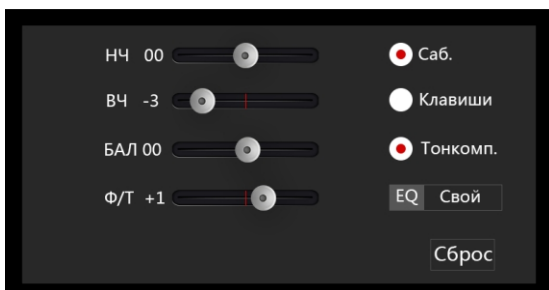 НЧ 00 Саб.
ВЧ -3 Клавиши
БАЛ 00 Тонкомп.
Ф/Т +1 EQ Свой
Сброс